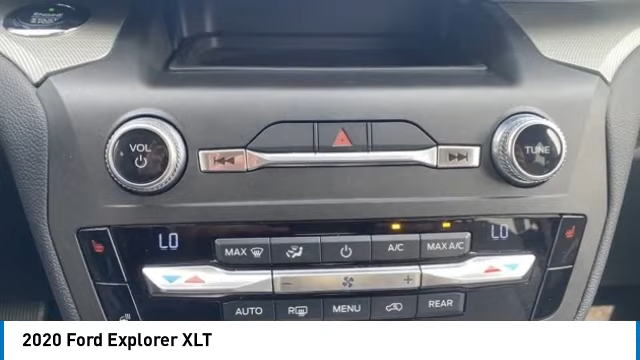 VOL
TUNE
LO
LO
MAX
A/C
MAX A/C
AUTO
R
MENU
REAR
2020 Ford Explorer XLT